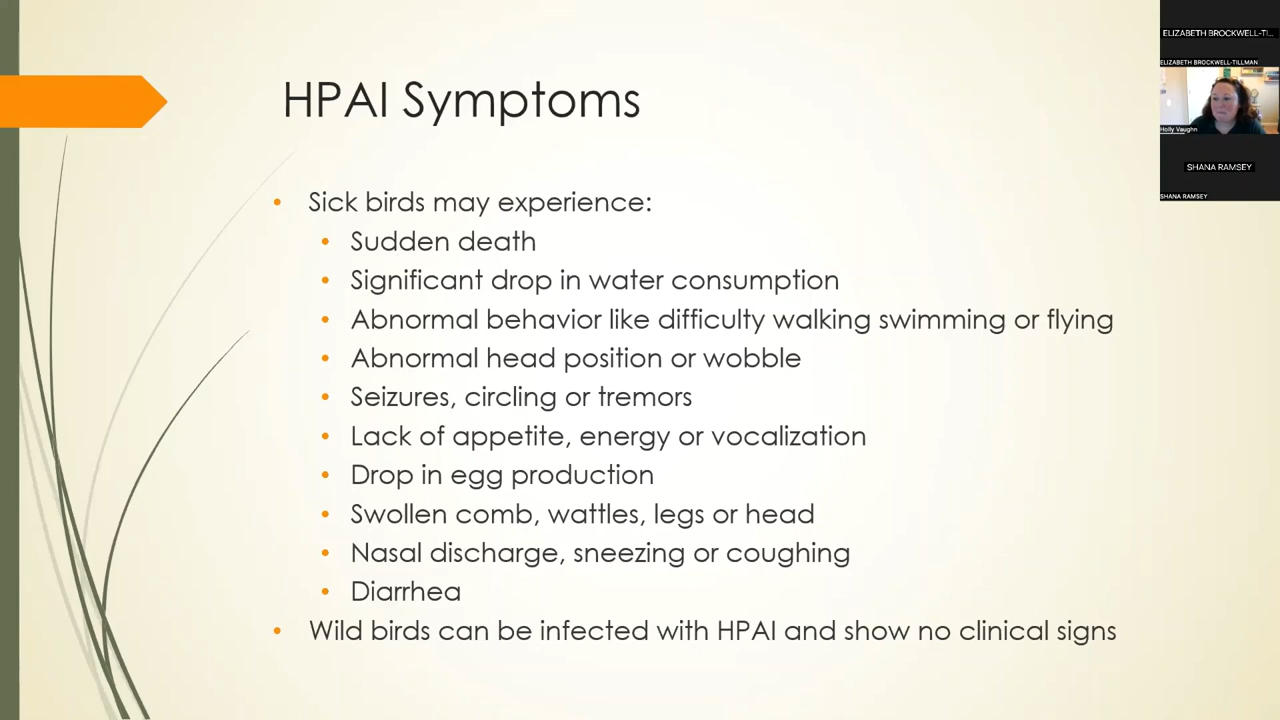 HPAI Symptoms
• Sick birds may experience:
• Sudden death
• Significant drop in water consumption
• Abnormal behavior like difficulty walking swimming or flying
• Abnormal head position or wobble
• Seizures, circling or tremors
• Lack of appetite, energy or vocalization
• Drop in egg production
• Swollen comb, wattles, legs or head
• Nasal discharge, sneezing or coughing
• Diarrhea
• Wild birds can be infected with HPAI and show no clinical signs
ELIZABETH BROCKWELL-TI...
ELIZABETH BROCKWELL-TILLMAN
Holly Vaughn
SHANA RAMSEY
SHANA RAMSEY